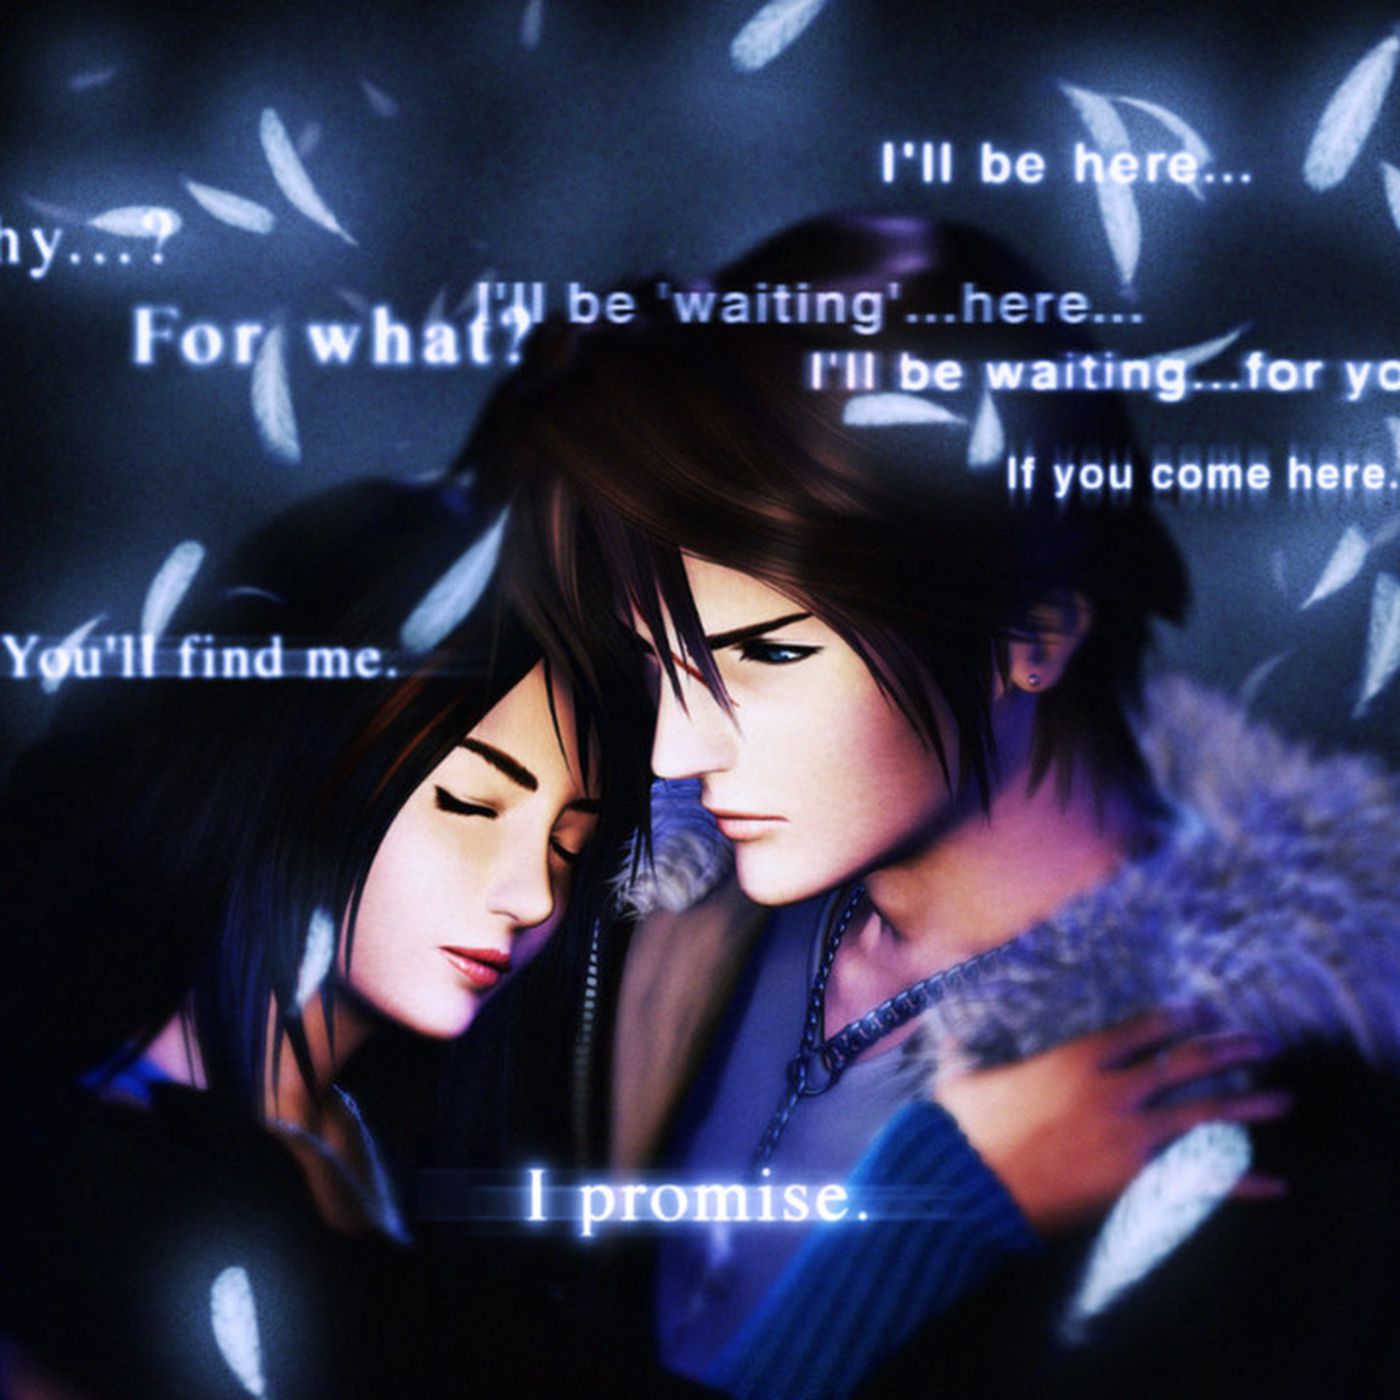 I'll be here...
hy...?
I'll be 'waiting'...here...
For what?
I'll be waiting...for yo
If you come here.
You'll find me.
I promise.